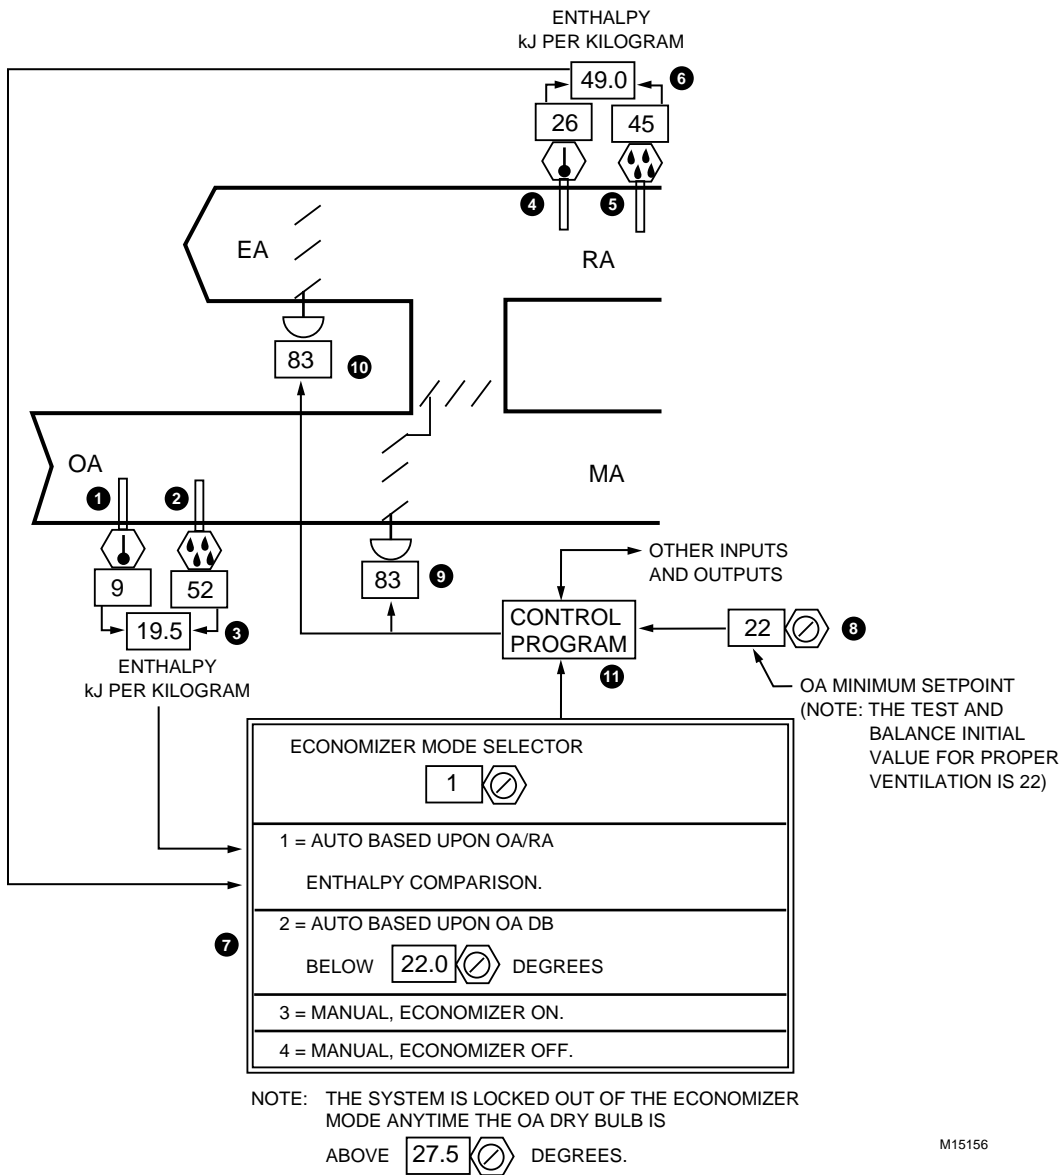 ENTHALPY
kJ PER KILOGRAM
49.0
6
26
45
4
5
EA
RA
83
10
OA
MA
1
2
9
52
19.5
3
ENTHALPY
kJ PER KILOGRAM
83
9
OTHER INPUTS
AND OUTPUTS
CONTROL
PROGRAM
11
22
8
OA MINIMUM SETPOINT
(NOTE: THE TEST AND
BALANCE INITIAL
VALUE FOR PROPER
VENTILATION IS 22)
ECONOMIZER MODE SELECTOR
1
1 = AUTO BASED UPON OA/RA
ENTHALPY COMPARISON.
7
2 = AUTO BASED UPON OA DB
BELOW 22.0 DEGREES
3 = MANUAL, ECONOMIZER ON.
4 = MANUAL, ECONOMIZER OFF.
NOTE: THE SYSTEM IS LOCKED OUT OF THE ECONOMIZER
MODE ANYTIME THE OA DRY BULB IS
ABOVE 27.5 DEGREES.
M15156